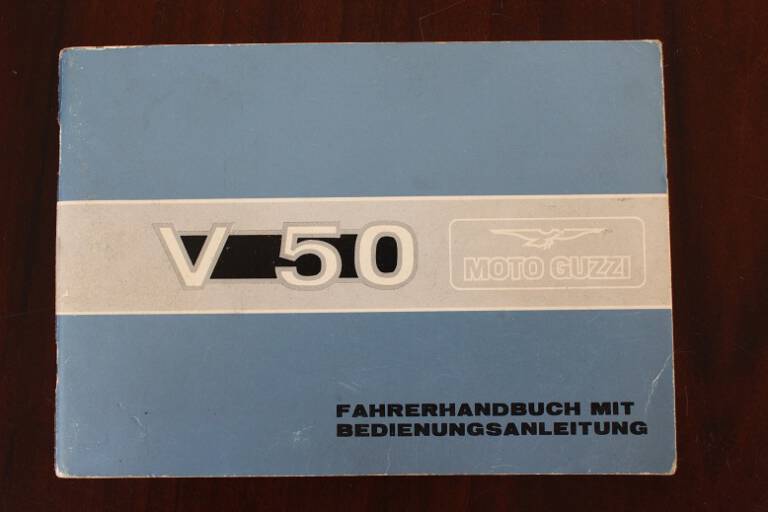 V 50
MOTO GUZZI
FAHRERHANDBUCH MIT
BEDIENUNGSANLEITUNG